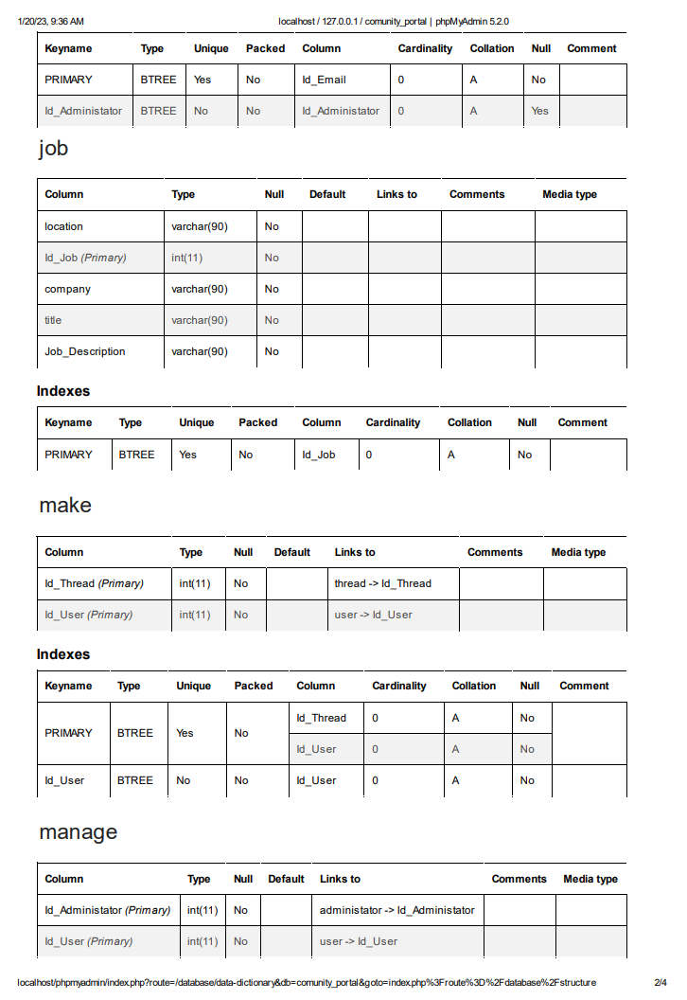 1/20/23, 9:36 AM localhost / 127.0.0.1 / comunity_portal | phpMyAdmin 5.2.0
Keyname Type Unique Packed Column Cardinality Collation Null Comment
PRIMARY BTREE Yes No Id_Email 0 A No
Id_Administator BTREE No No Id_Administator 0 A Yes
job
Column Type Null Default Links to Comments Media type
location varchar(90) No
Id_Job (Primary) int(11) No
company varchar(90) No
title varchar(90) No
Job_Description varchar(90) No
Indexes
Keyname Type Unique Packed Column Cardinality Collation Null Comment
PRIMARY BTREE Yes No Id_Job 0 A No
make
Column Type Null Default Links to Comments Media type
Id_Thread (Primary) int(11) No thread -> Id_Thread
Id_User (Primary) int(11) No user -> Id_User
Indexes
Keyname Type Unique Packed Column Cardinality Collation Null Comment
PRIMARY BTREE Yes No Id_Thread 0 A No
Id_User 0 A No
Id_User BTREE No No Id_User 0 A No
manage
Column Type Null Default Links to Comments Media type
Id_Administator (Primary) int(11) No administator -> Id_Administator
Id_User (Primary) int(11) No user -> Id_User
localhost/phpmyadmin/index.php?route=/database/data-dictionary&db=comunity_portal&goto=index.php%3Froute%3D%2Fdatabase%2Fstructure 2/4